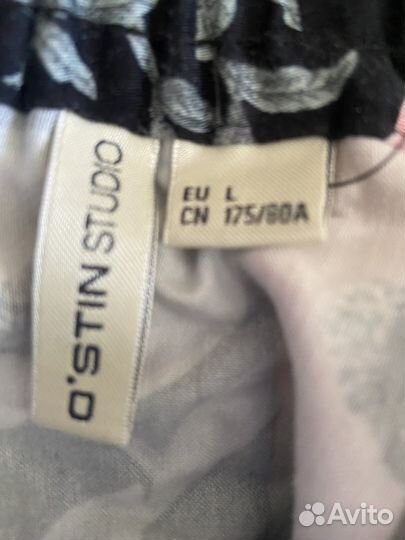 O'STIN STUDIO
EU L
CN 175/80A
Avito